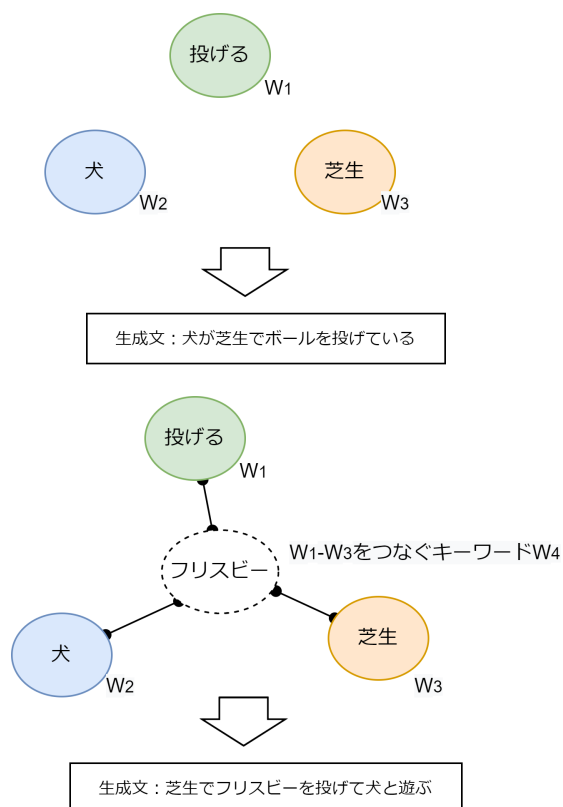 投げる
W1
犬
W2
芝生
W3
生成文：犬が芝生でボールを投げている
投げる
W1
フリスビー
W1-W3をつなぐキーワードW4
犬
W2
芝生
W3
生成文：芝生でフリスビーを投げて犬と遊ぶ